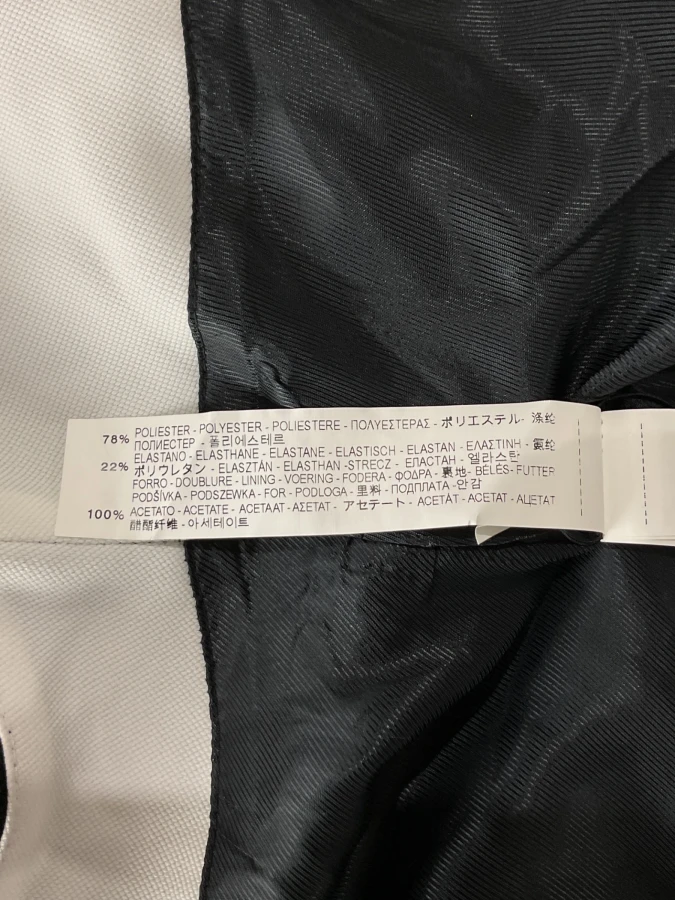 78% POLIESTER - POLYESTER - POLIESTERE - ΠΟΛΥΕΣΤΕΡΑΣ - ポリエステル - 涤纶
ПОЛИЕСТЕР - 폴리에스테르
ELASTANO - ELASTHANE - ELASTANE - ELASTISCH - ELASTAN - ΕΛΑΣΤΙΝΗ - 氨纶
22% ポリウレタン - ELASZTÁN - ELASTHAN -STRECZ - ЕЛАСТАН - 엘라스탄
FORRO - DOUBLURE - LINING - VOERING - FODERA - ΦΟΔΡΑ - 裏地 - BÉLÉS - FUTTER
PODŠÍVKA - PODSZEWKA - FOR - PODLOGA - 里料 - ПОДПЛАТА - 안감
100% ACETATO - ACETATE - ACETAAT - ΑΣΕΤΑΤ - アセテート - ACETÁT - ACETAT - АЦЕТАТ
醋酯纤维 - 아세테이트